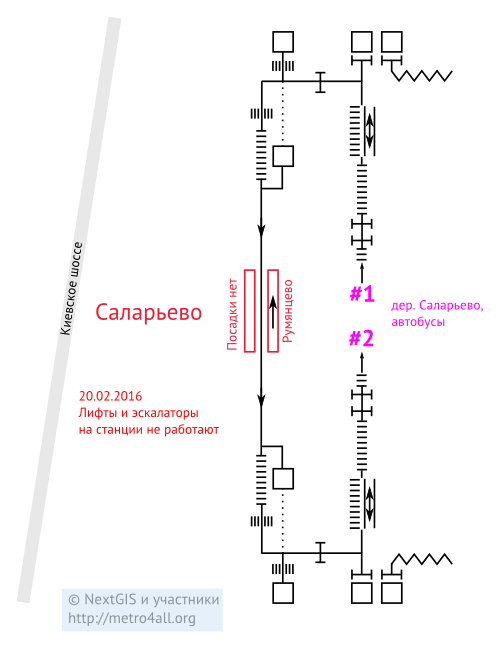 Киевское шоссе
Саларьево
Посадки нет
Румянцево
#1
дер. Саларьево,
автобусы
#2
20.02.2016
Лифты и эскалаторы
на станции не работают
© NextGIS и участники
http://metro4all.org